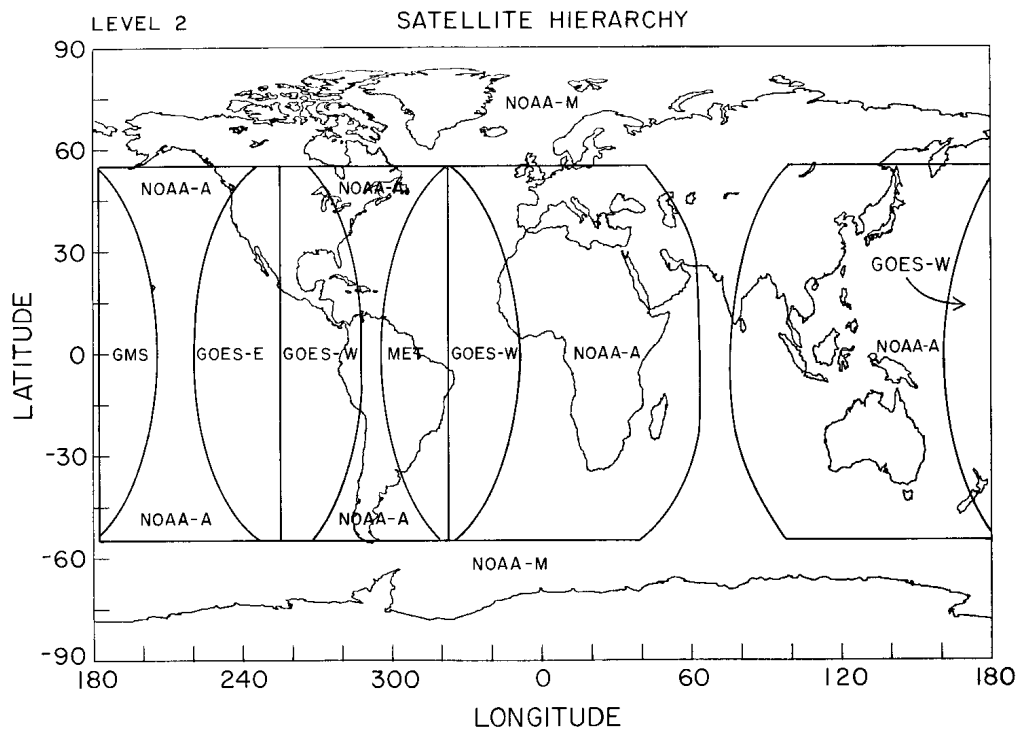 LEVEL 2 SATELLITE HIERARCHY
90
NOAA-M
60
NOAA-A NOAA-A
30
GOES-W
LATITUDE
0 GMS GOES-E GOES-W MET GOES-W NOAA-A NOAA-A
-30
NOAA-A NOAA-A
-60 NOAA-M
-90
180 240 300 0 60 120 180
LONGITUDE